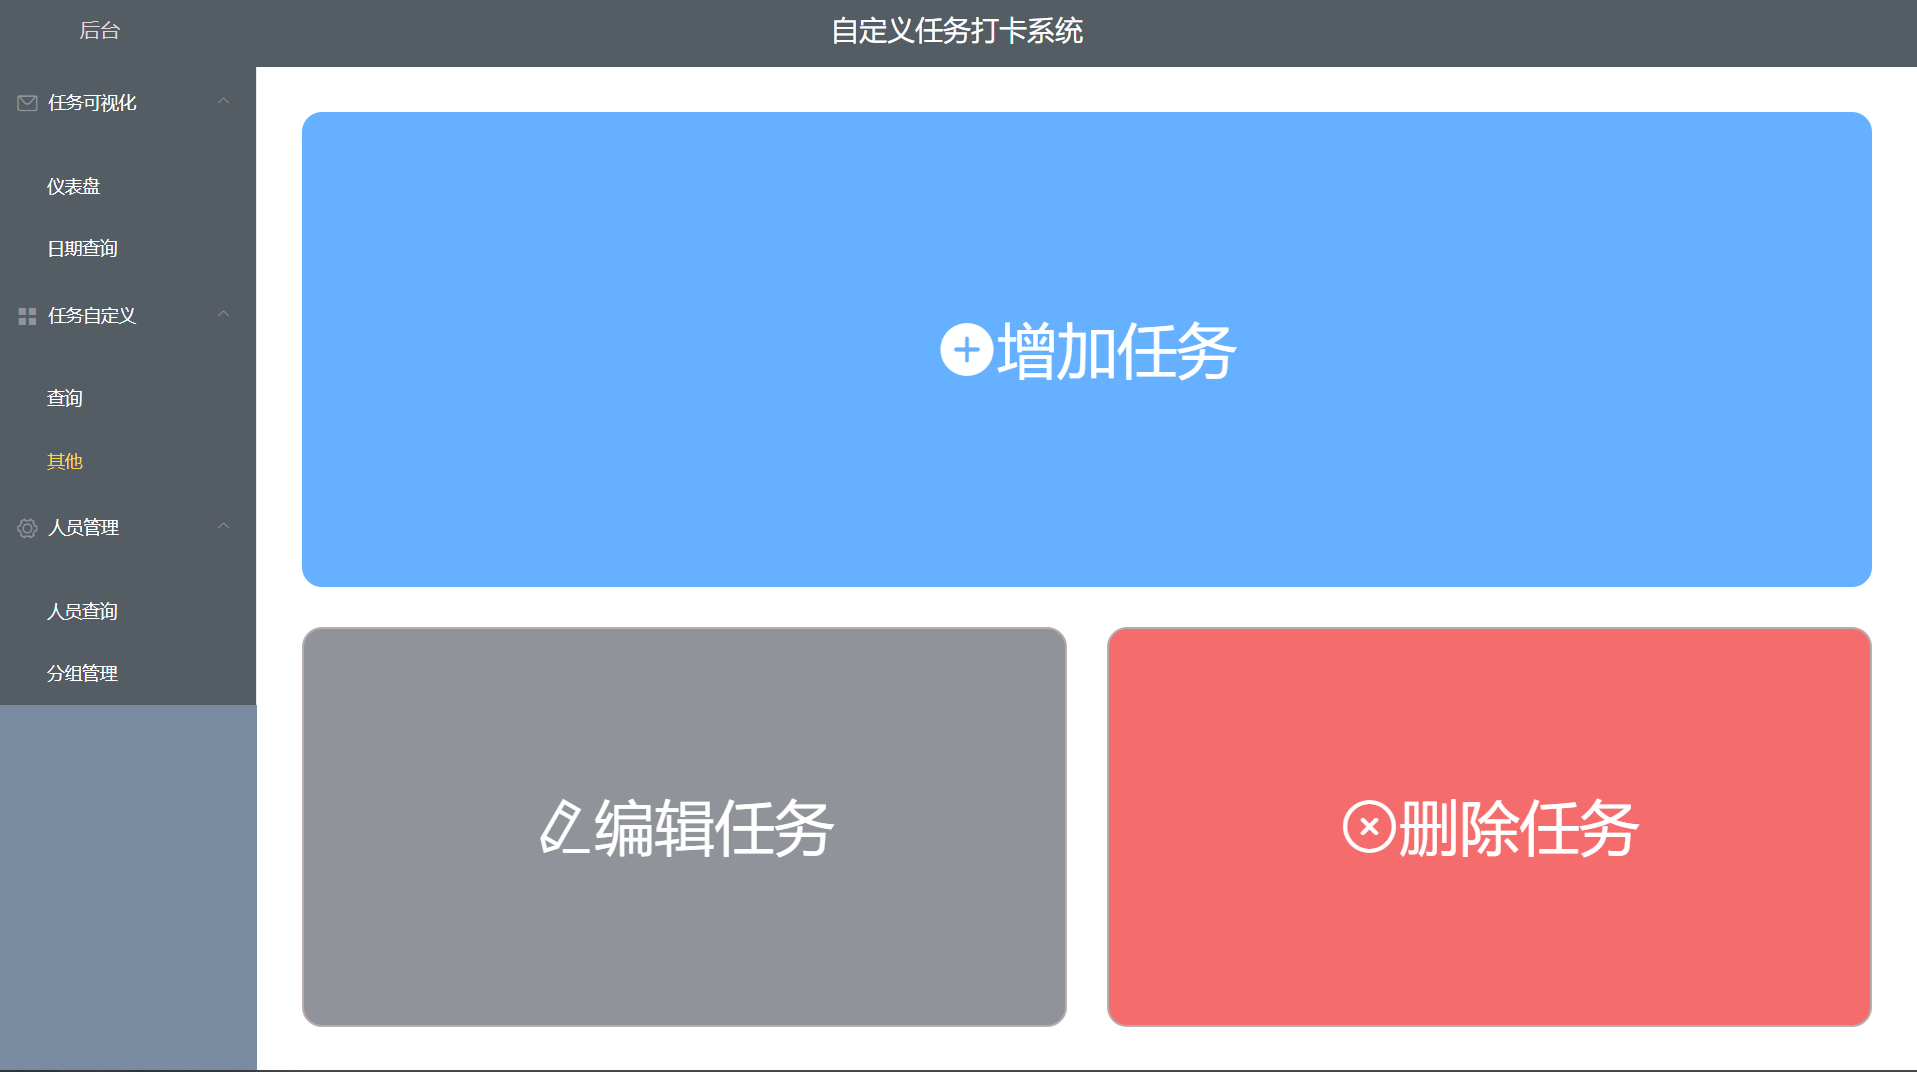 后台
自定义任务打卡系统
任务可视化
仪表盘
日期查询
任务自定义
查询
其他
人员管理
人员查询
分组管理
增加任务
编辑任务
删除任务